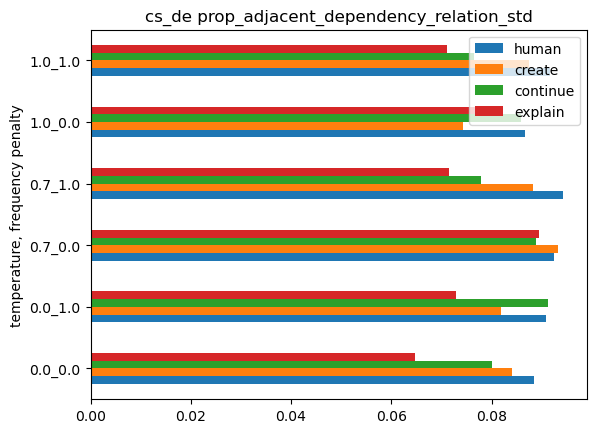 cs_de prop_adjacent_dependency_relation_std
human
create
continue
explain
temperature, frequency penalty
1.0_1.0
1.0_0.0
0.7_1.0
0.7_0.0
0.0_1.0
0.0_0.0
0.00 0.02 0.04 0.06 0.08